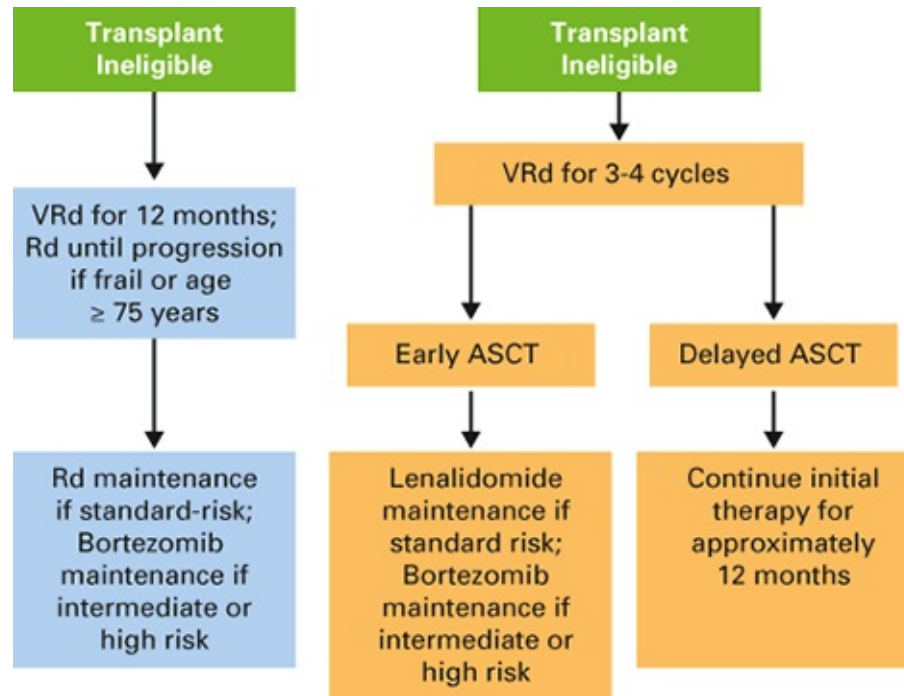 Transplant
Ineligible
VRd for 12 months;
Rd until progression
if frail or age
≥ 75 years
Rd maintenance
if standard-risk;
Bortezomib
maintenance if
intermediate or
high risk
Transplant
Ineligible
VRd for 3-4 cycles
Early ASCT
Delayed ASCT
Lenalidomide
maintenance if
standard risk;
Bortezomib
maintenance if
intermediate or
high risk
Continue initial
therapy for
approximately
12 months